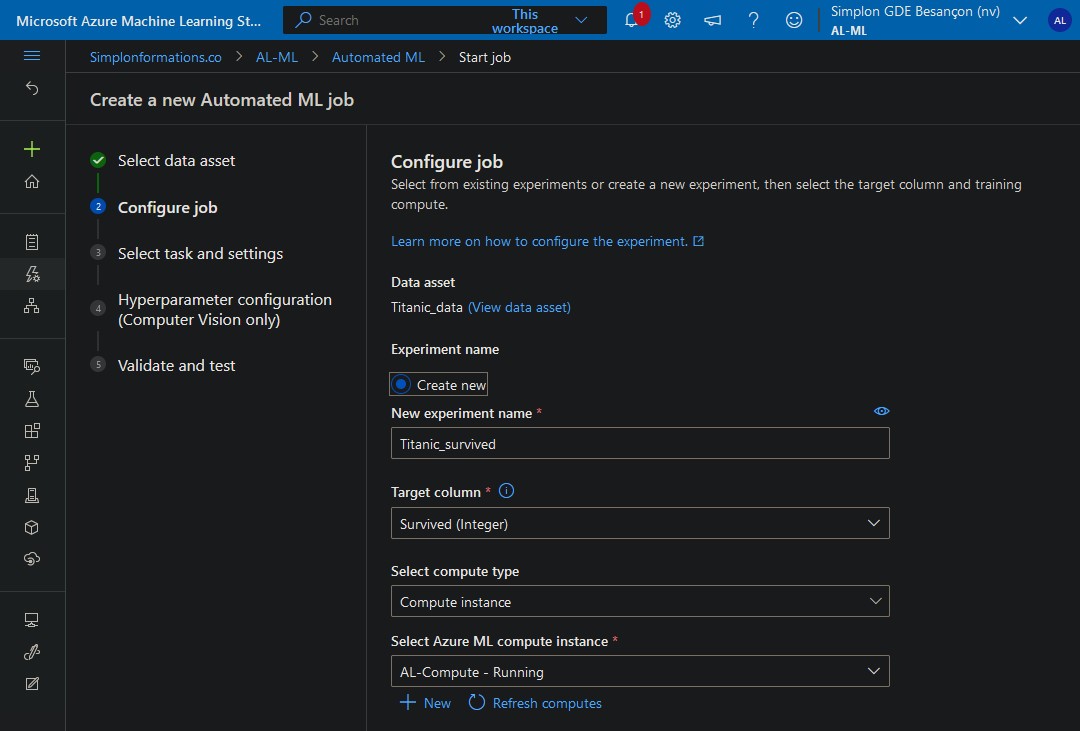 Microsoft Azure Machine Learning St...
Search
This workspace
1
Simplon GDE Besançon (nv)
AL-ML
AL
Simplonformations.co > AL-ML > Automated ML > Start job
Create a new Automated ML job
Select data asset
2 Configure job
3 Select task and settings
4 Hyperparameter configuration
(Computer Vision only)
5 Validate and test
Configure job
Select from existing experiments or create a new experiment, then select the target column and training
compute.
Learn more on how to configure the experiment.
Data asset
Titanic_data (View data asset)
Experiment name
Create new
New experiment name *
Titanic_survived
Target column *
Survived (Integer)
Select compute type
Compute instance
Select Azure ML compute instance *
AL-Compute - Running
New Refresh computes